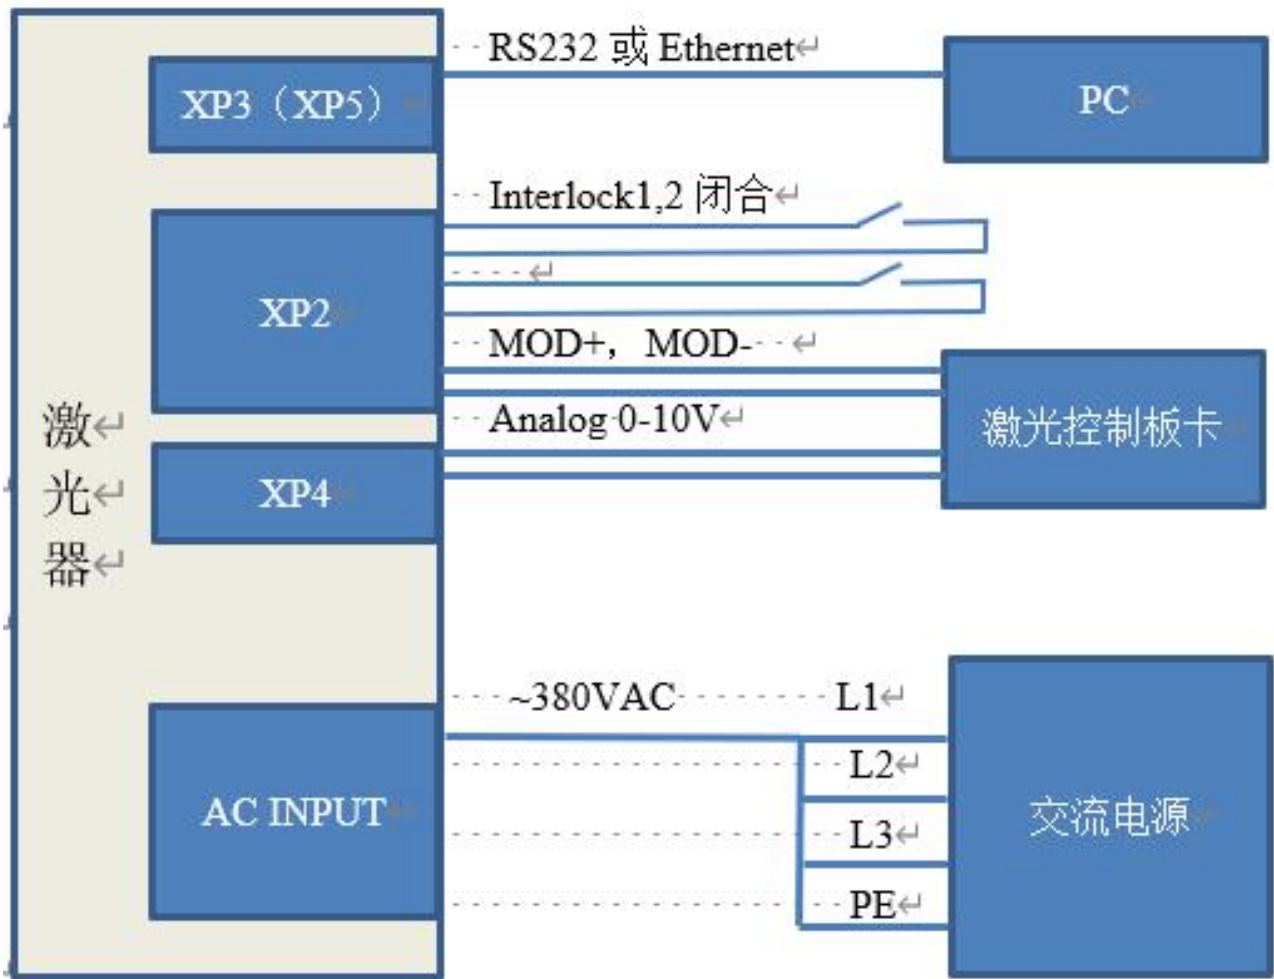 RS232 或 Ethernet
XP3（XP5）
PC
Interlock1,2 闭合
XP2
MOD+，MOD-
Analog 0-10V
激光控制板卡
XP4
激
光
器
~380VAC L1
L2
AC INPUT
L3
交流电源
PE